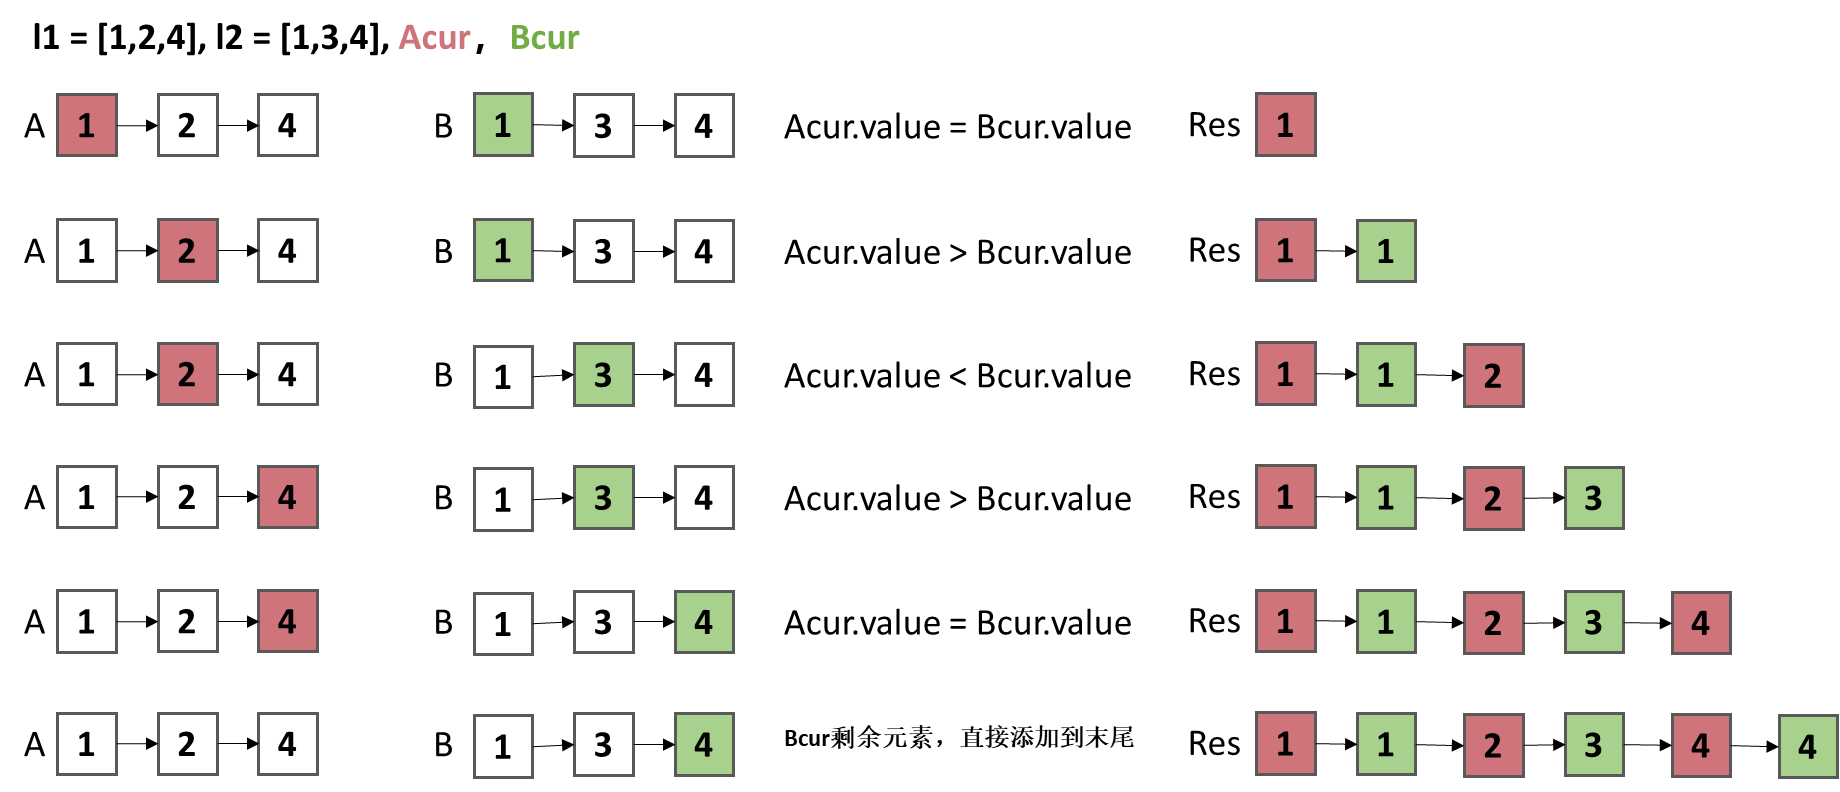 l1 = [1,2,4], l2 = [1,3,4], Acur， Bcur
A 1 2 4 B 1 3 4 Acur.value = Bcur.value Res 1
A 1 2 4 B 1 3 4 Acur.value > Bcur.value Res 1 1
A 1 2 4 B 1 3 4 Acur.value < Bcur.value Res 1 1 2
A 1 2 4 B 1 3 4 Acur.value > Bcur.value Res 1 1 2 3
A 1 2 4 B 1 3 4 Acur.value = Bcur.value Res 1 1 2 3 4
A 1 2 4 B 1 3 4 Bcur剩余元素，直接添加到末尾 Res 1 1 2 3 4 4